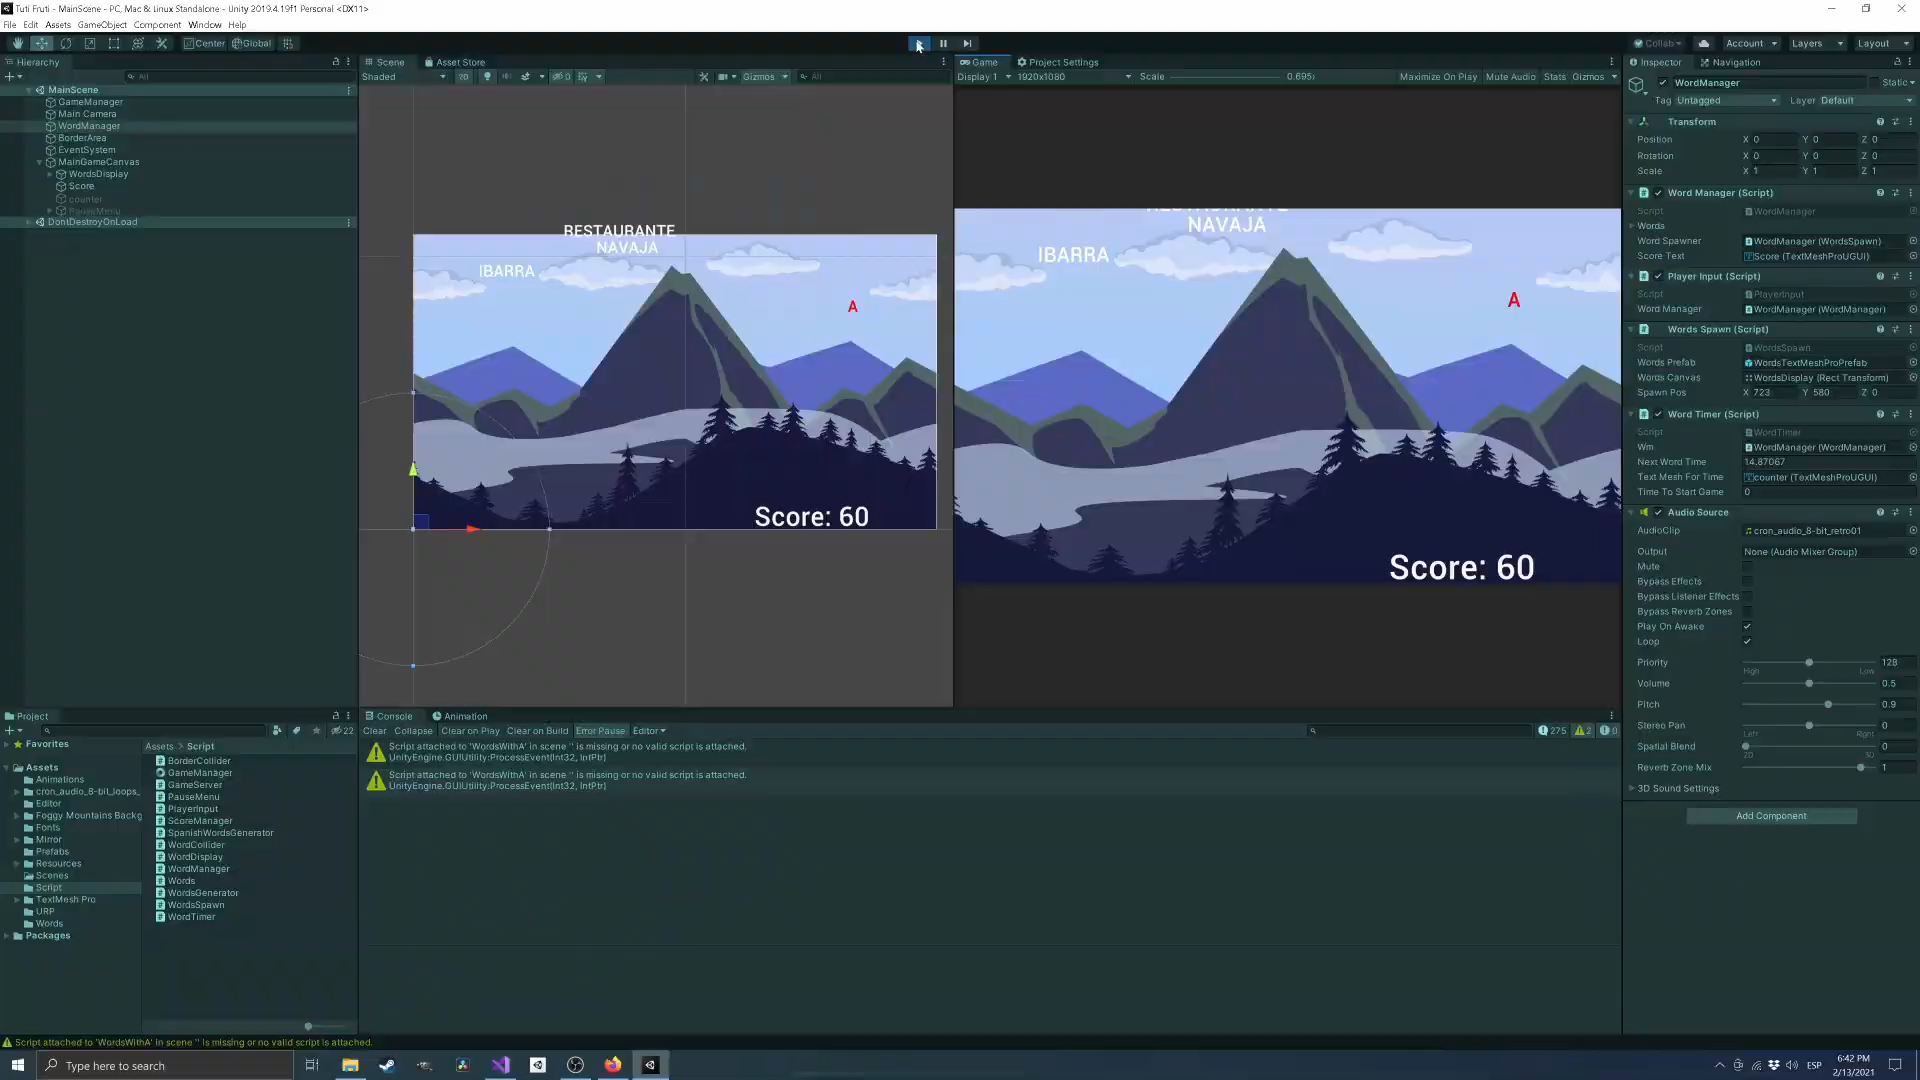 Tuti Fruti - MainScene - PC, Mac & Linux Standalone - Unity 2019.4.19f1 Personal <DX11>
File Edit Assets GameObject Component Window Help
Center Global
Collab Account Layers Layout
Hierarchy
All
MainScene
GameManager
Main Camera
WordManager
BorderArea
EventSystem
MainGameCanvas
WordsDisplay
Score
counter
PauseMenu
DontDestroyOnLoad
Scene Asset Store
Shaded 2D 0 Gizmos All
RESTAURANTE
NAVAJA
IBARRA
A
Score: 60
Game Project Settings
Display 1 1920x1080 Scale 0.695 Maximize On Play Mute Audio Stats Gizmos
RESTAURANTE
NAVAJA
IBARRA
A
Score: 60
Inspector Navigation
WordManager Static
Tag Untagged Layer Default
Transform
Position X 0 Y 0 Z 0
Rotation X 0 Y 0 Z 0
Scale X 1 Y 1 Z 1
Word Manager (Script)
Script WordManager
Words
Word Spawner WordManager (WordsSpawn)
Score Text Score (TextMeshProUGUI)
Player Input (Script)
Script PlayerInput
Word Manager WordManager (WordManager)
Words Spawn (Script)
Script WordsSpawn
Words Prefab WordsTextMeshProPrefab
Words Canvas WordsDisplay (Rect Transform)
Spawn Pos X 723 Y 580 Z 0
Word Timer (Script)
Script WordTimer
Wm WordManager (WordManager)
Next Word Time 14.87067
Text Mesh For Time counter (TextMeshProUGUI)
Time To Start Game 0
Audio Source
AudioClip cron_audio_8-bit_retro01
Output None (Audio Mixer Group)
Mute
Bypass Effects
Bypass Listener Effects
Bypass Reverb Zones
Play On Awake
Loop
Priority 128
High Low
Volume 0.5
Pitch 0.9
Stereo Pan 0
Left Right
Spatial Blend 0
2D 3D
Reverb Zone Mix 1
3D Sound Settings
Add Component
Project
22
Favorites
Assets
Animations
cron_audio_8-bit_loops_
Editor
Foggy Mountains Backg
Fonts
Mirror
Prefabs
Resources
Scenes
Script
TextMesh Pro
URP
Words
Packages
Assets > Script
BorderCollider
GameManager
GameServer
PauseMenu
PlayerInput
ScoreManager
SpanishWordsGenerator
WordCollider
WordDisplay
WordManager
Words
WordsGenerator
WordsSpawn
WordTimer
Console Animation
Clear Collapse Clear on Play Clear on Build Error Pause Editor 275 2 0
Script attached to 'WordsWithA' in scene '' is missing or no valid script is attached.
UnityEngine.GUIUtility:ProcessEvent(Int32, IntPtr)
Script attached to 'WordsWithA' in scene '' is missing or no valid script is attached.
UnityEngine.GUIUtility:ProcessEvent(Int32, IntPtr)
Script attached to 'WordsWithA' in scene '' is missing or no valid script is attached.
Type here to search
ESP
6:42 PM
2/13/2021